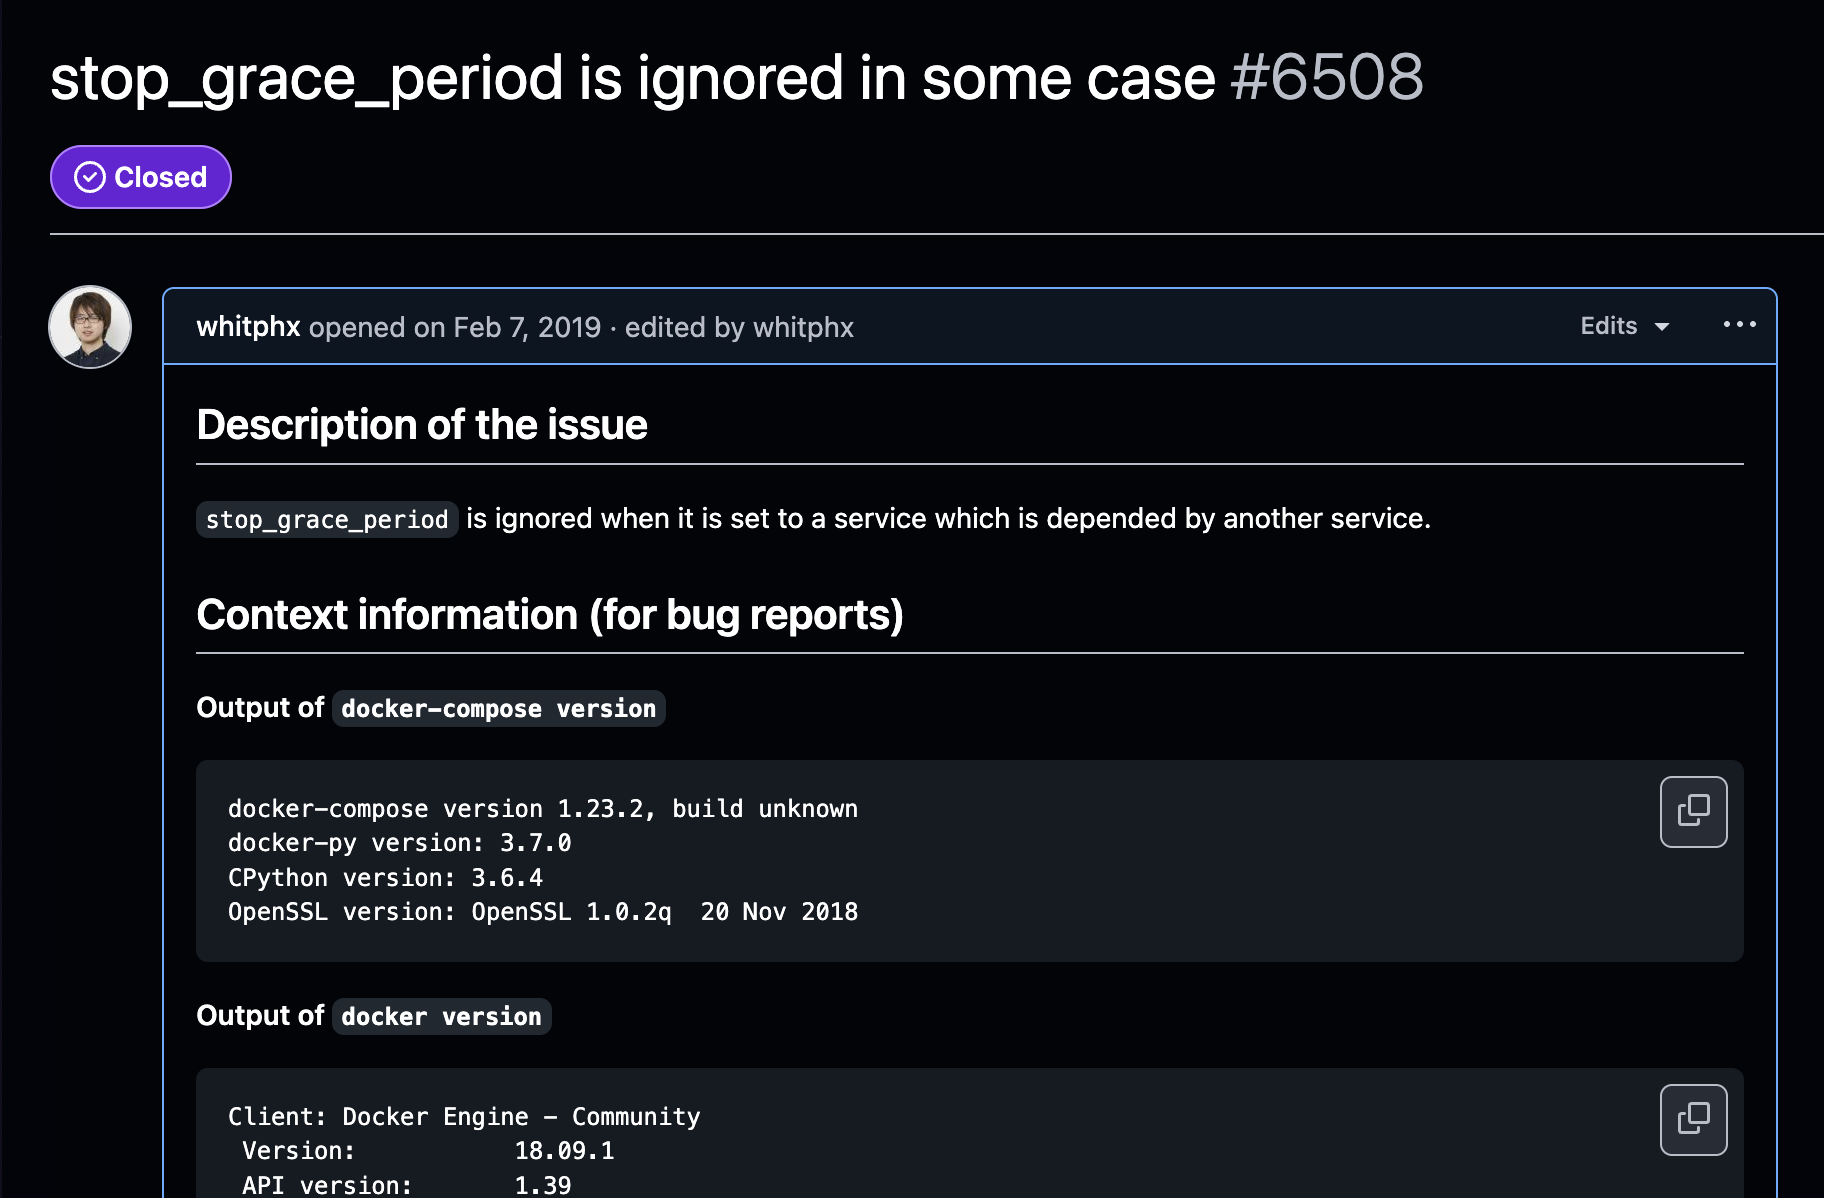 stop_grace_period is ignored in some case #6508
Closed
whitphx opened on Feb 7, 2019 · edited by whitphx Edits
Description of the issue
stop_grace_period is ignored when it is set to a service which is depended by another service.
Context information (for bug reports)
Output of docker-compose version
docker-compose version 1.23.2, build unknown
docker-py version: 3.7.0
CPython version: 3.6.4
OpenSSL version: OpenSSL 1.0.2q  20 Nov 2018
Output of docker version
Client: Docker Engine - Community
 Version:           18.09.1
 API version:       1.39